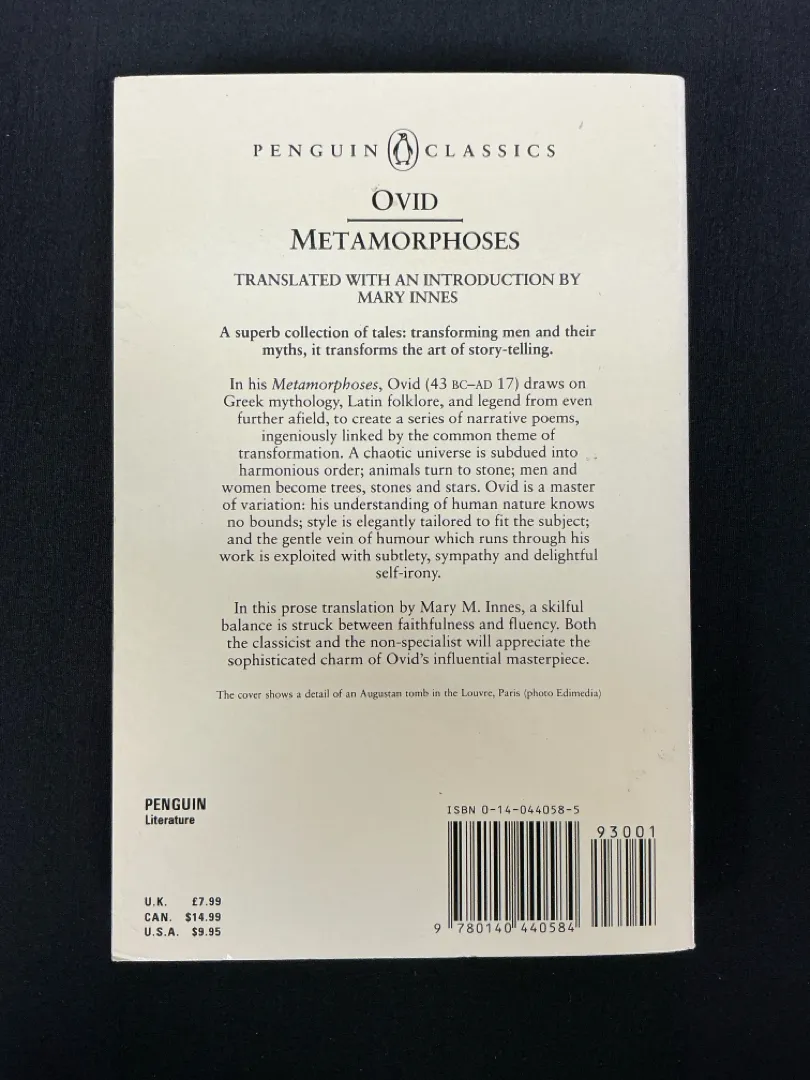 PENGUIN CLASSICS
OVID
METAMORPHOSES
TRANSLATED WITH AN INTRODUCTION BY
MARY INNES
A superb collection of tales: transforming men and their
myths, it transforms the art of story-telling.
In his Metamorphoses, Ovid (43 BC–AD 17) draws on
Greek mythology, Latin folklore, and legend from even
further afield, to create a series of narrative poems,
ingeniously linked by the common theme of
transformation. A chaotic universe is subdued into
harmonious order; animals turn to stone; men and
women become trees, stones and stars. Ovid is a master
of variation: his understanding of human nature knows
no bounds; style is elegantly tailored to fit the subject;
and the gentle vein of humour which runs through his
work is exploited with subtlety, sympathy and delightful
self-irony.
In this prose translation by Mary M. Innes, a skilful
balance is struck between faithfulness and fluency. Both
the classicist and the non-specialist will appreciate the
sophisticated charm of Ovid's influential masterpiece.
The cover shows a detail of an Augustan tomb in the Louvre, Paris (photo Edimedia)
PENGUIN
Literature
U.K. £7.99
CAN. $14.99
U.S.A. $9.95
ISBN 0-14-044058-5
93001
9 780140 440584